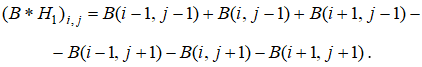 (B * H₁)ᵢ,ⱼ = B(i − 1, j − 1) + B(i, j − 1) + B(i + 1, j − 1) −
− B(i − 1, j + 1) − B(i, j + 1) − B(i + 1, j + 1) .